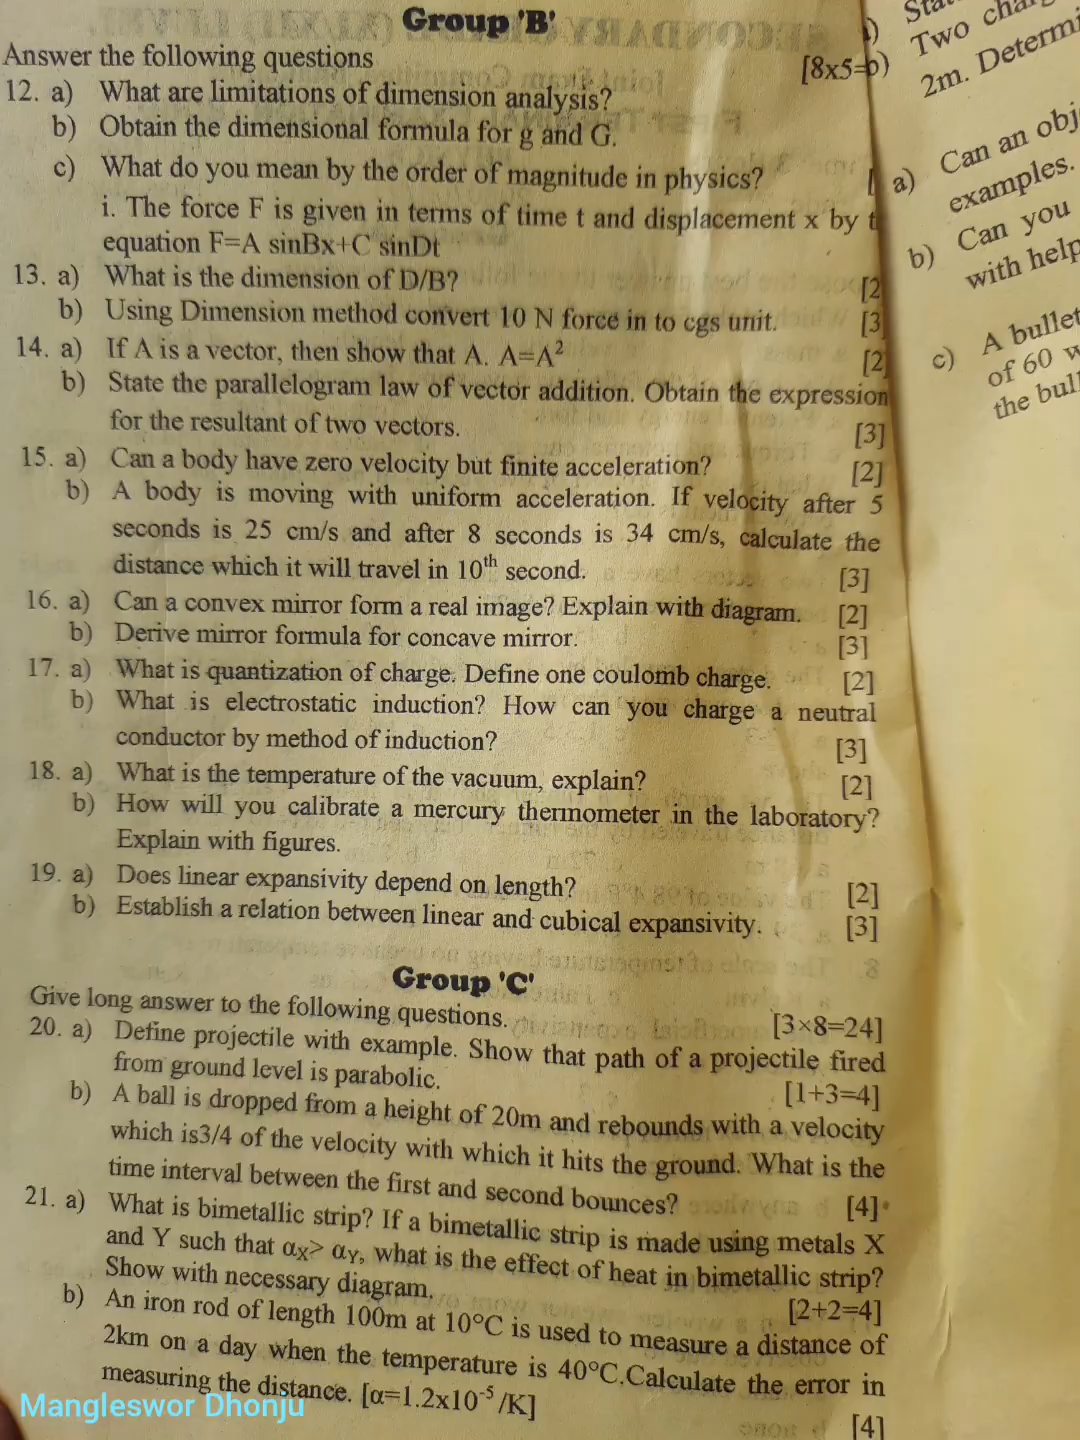 Group 'B'
Answer the following questions [8x5=
12. a) What are limitations of dimension analysis?
b) Obtain the dimensional formula for g and G.
c) What do you mean by the order of magnitude in physics?
i. The force F is given in terms of time t and displacement x by
equation F=A sinBx+C sinDt
13. a) What is the dimension of D/B? [2
b) Using Dimension method convert 10 N force in to cgs unit. [3
14. a) If A is a vector, then show that A. A=A² [2]
b) State the parallelogram law of vector addition. Obtain the expression
for the resultant of two vectors. [3]
15. a) Can a body have zero velocity but finite acceleration? [2]
b) A body is moving with uniform acceleration. If velocity after 5
seconds is 25 cm/s and after 8 seconds is 34 cm/s, calculate the
distance which it will travel in 10th second. [3]
16. a) Can a convex mirror form a real image? Explain with diagram. [2]
b) Derive mirror formula for concave mirror. [3]
17. a) What is quantization of charge. Define one coulomb charge. [2]
b) What is electrostatic induction? How can you charge a neutral
conductor by method of induction? [3]
18. a) What is the temperature of the vacuum, explain? [2]
b) How will you calibrate a mercury thermometer in the laboratory?
Explain with figures.
19. a) Does linear expansivity depend on length? [2]
b) Establish a relation between linear and cubical expansivity. [3]
Group 'C'
Give long answer to the following questions. [3×8=24]
20. a) Define projectile with example. Show that path of a projectile fired
from ground level is parabolic. [1+3=4]
b) A ball is dropped from a height of 20m and rebounds with a velocity
which is3/4 of the velocity with which it hits the ground. What is the
time interval between the first and second bounces? [4]
21. a) What is bimetallic strip? If a bimetallic strip is made using metals X
and Y such that αX> αY, what is the effect of heat in bimetallic strip?
Show with necessary diagram. [2+2=4]
b) An iron rod of length 100m at 10°C is used to measure a distance of
2km on a day when the temperature is 40°C.Calculate the error in
measuring the distance. [α=1.2x10⁻⁵ /K]
[4]
Mangleswor Dhonju
b) Two
2m.
a) Can an
examples.
b) Can you
with help
c) A bullet
of 60
the